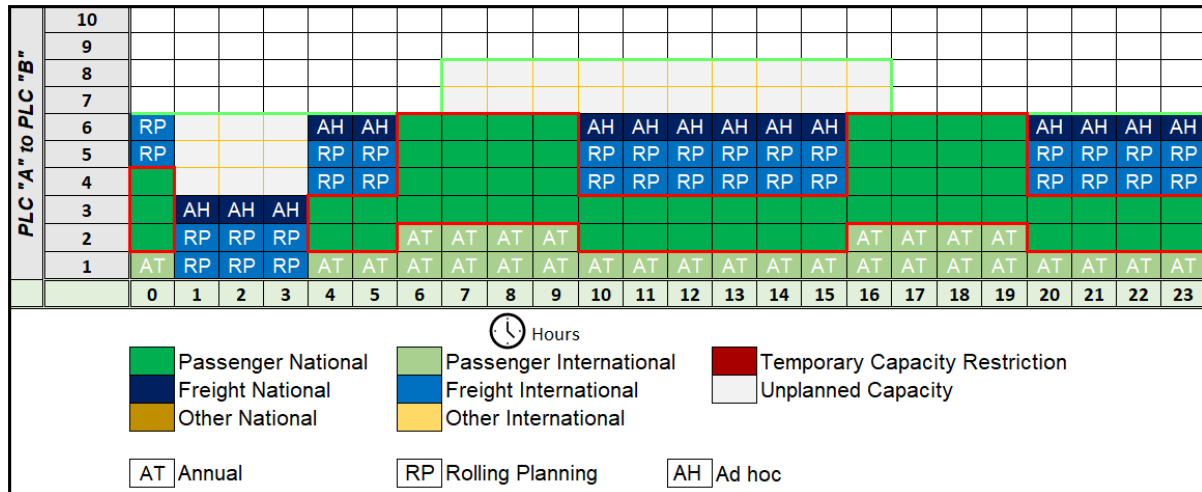 PLC "A" to PLC "B"
10
9
8
7
6 RP AH AH AH AH AH AH AH AH AH AH AH AH
5 RP RP RP RP RP RP RP RP RP RP RP RP RP
4 RP RP RP RP RP RP RP RP RP RP RP RP
3 AH AH AH
2 RP RP RP AT AT AT AT AT AT AT AT
1 AT RP RP RP AT AT AT AT AT AT AT AT AT AT AT AT AT AT AT AT AT AT AT AT
0 1 2 3 4 5 6 7 8 9 10 11 12 13 14 15 16 17 18 19 20 21 22 23
Hours
Passenger National Passenger International Temporary Capacity Restriction
Freight National Freight International Unplanned Capacity
Other National Other International
AT Annual RP Rolling Planning AH Ad hoc